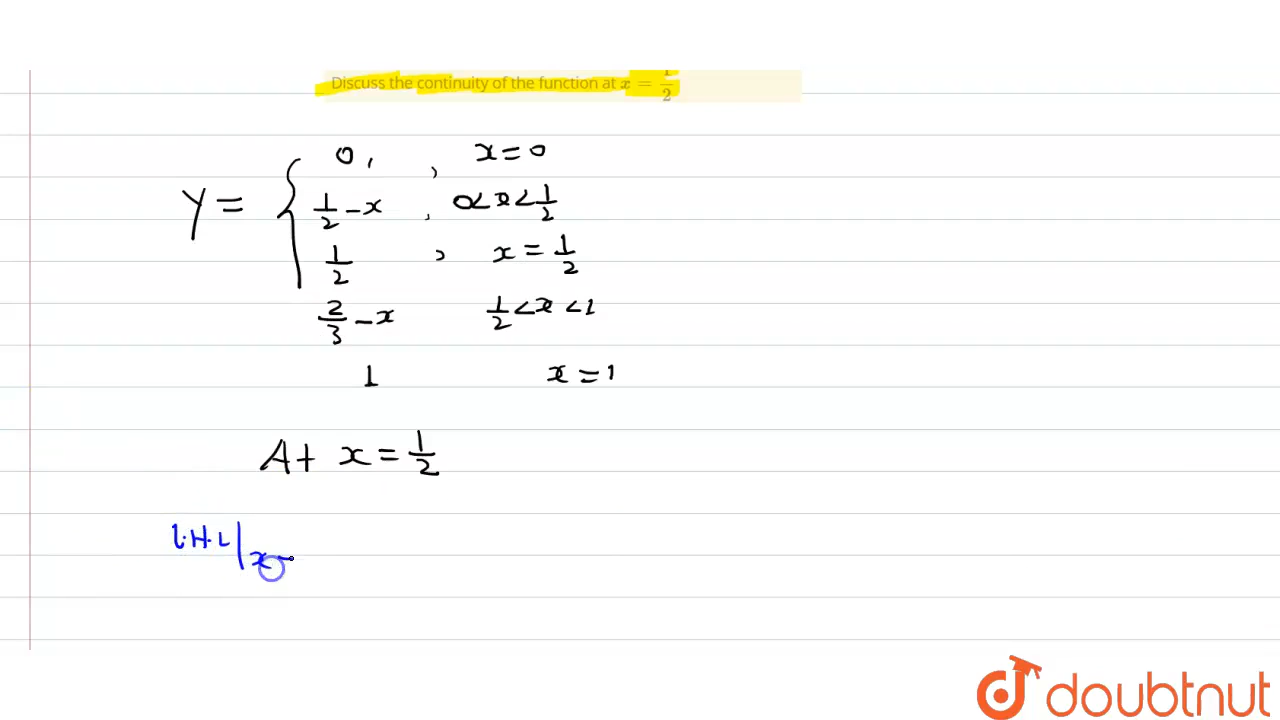 Discuss the continuity of the function at x = 1/2
0, , x = 0
Y = { 1/2 - x , 0 < x < 1/2
1/2 , x = 1/2
2/3 - x 1/2 < x < 1
1 x = 1
At x = 1/2
L.H.L | x -
doubtnut